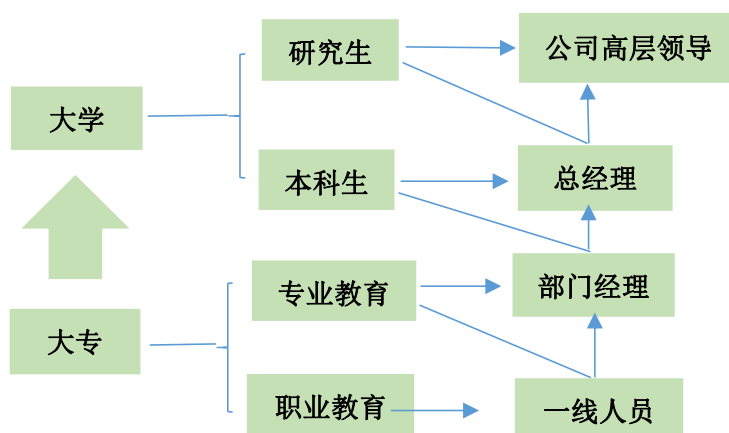 研究生
公司高层领导
大学
本科生
总经理
专业教育
部门经理
大专
职业教育
一线人员